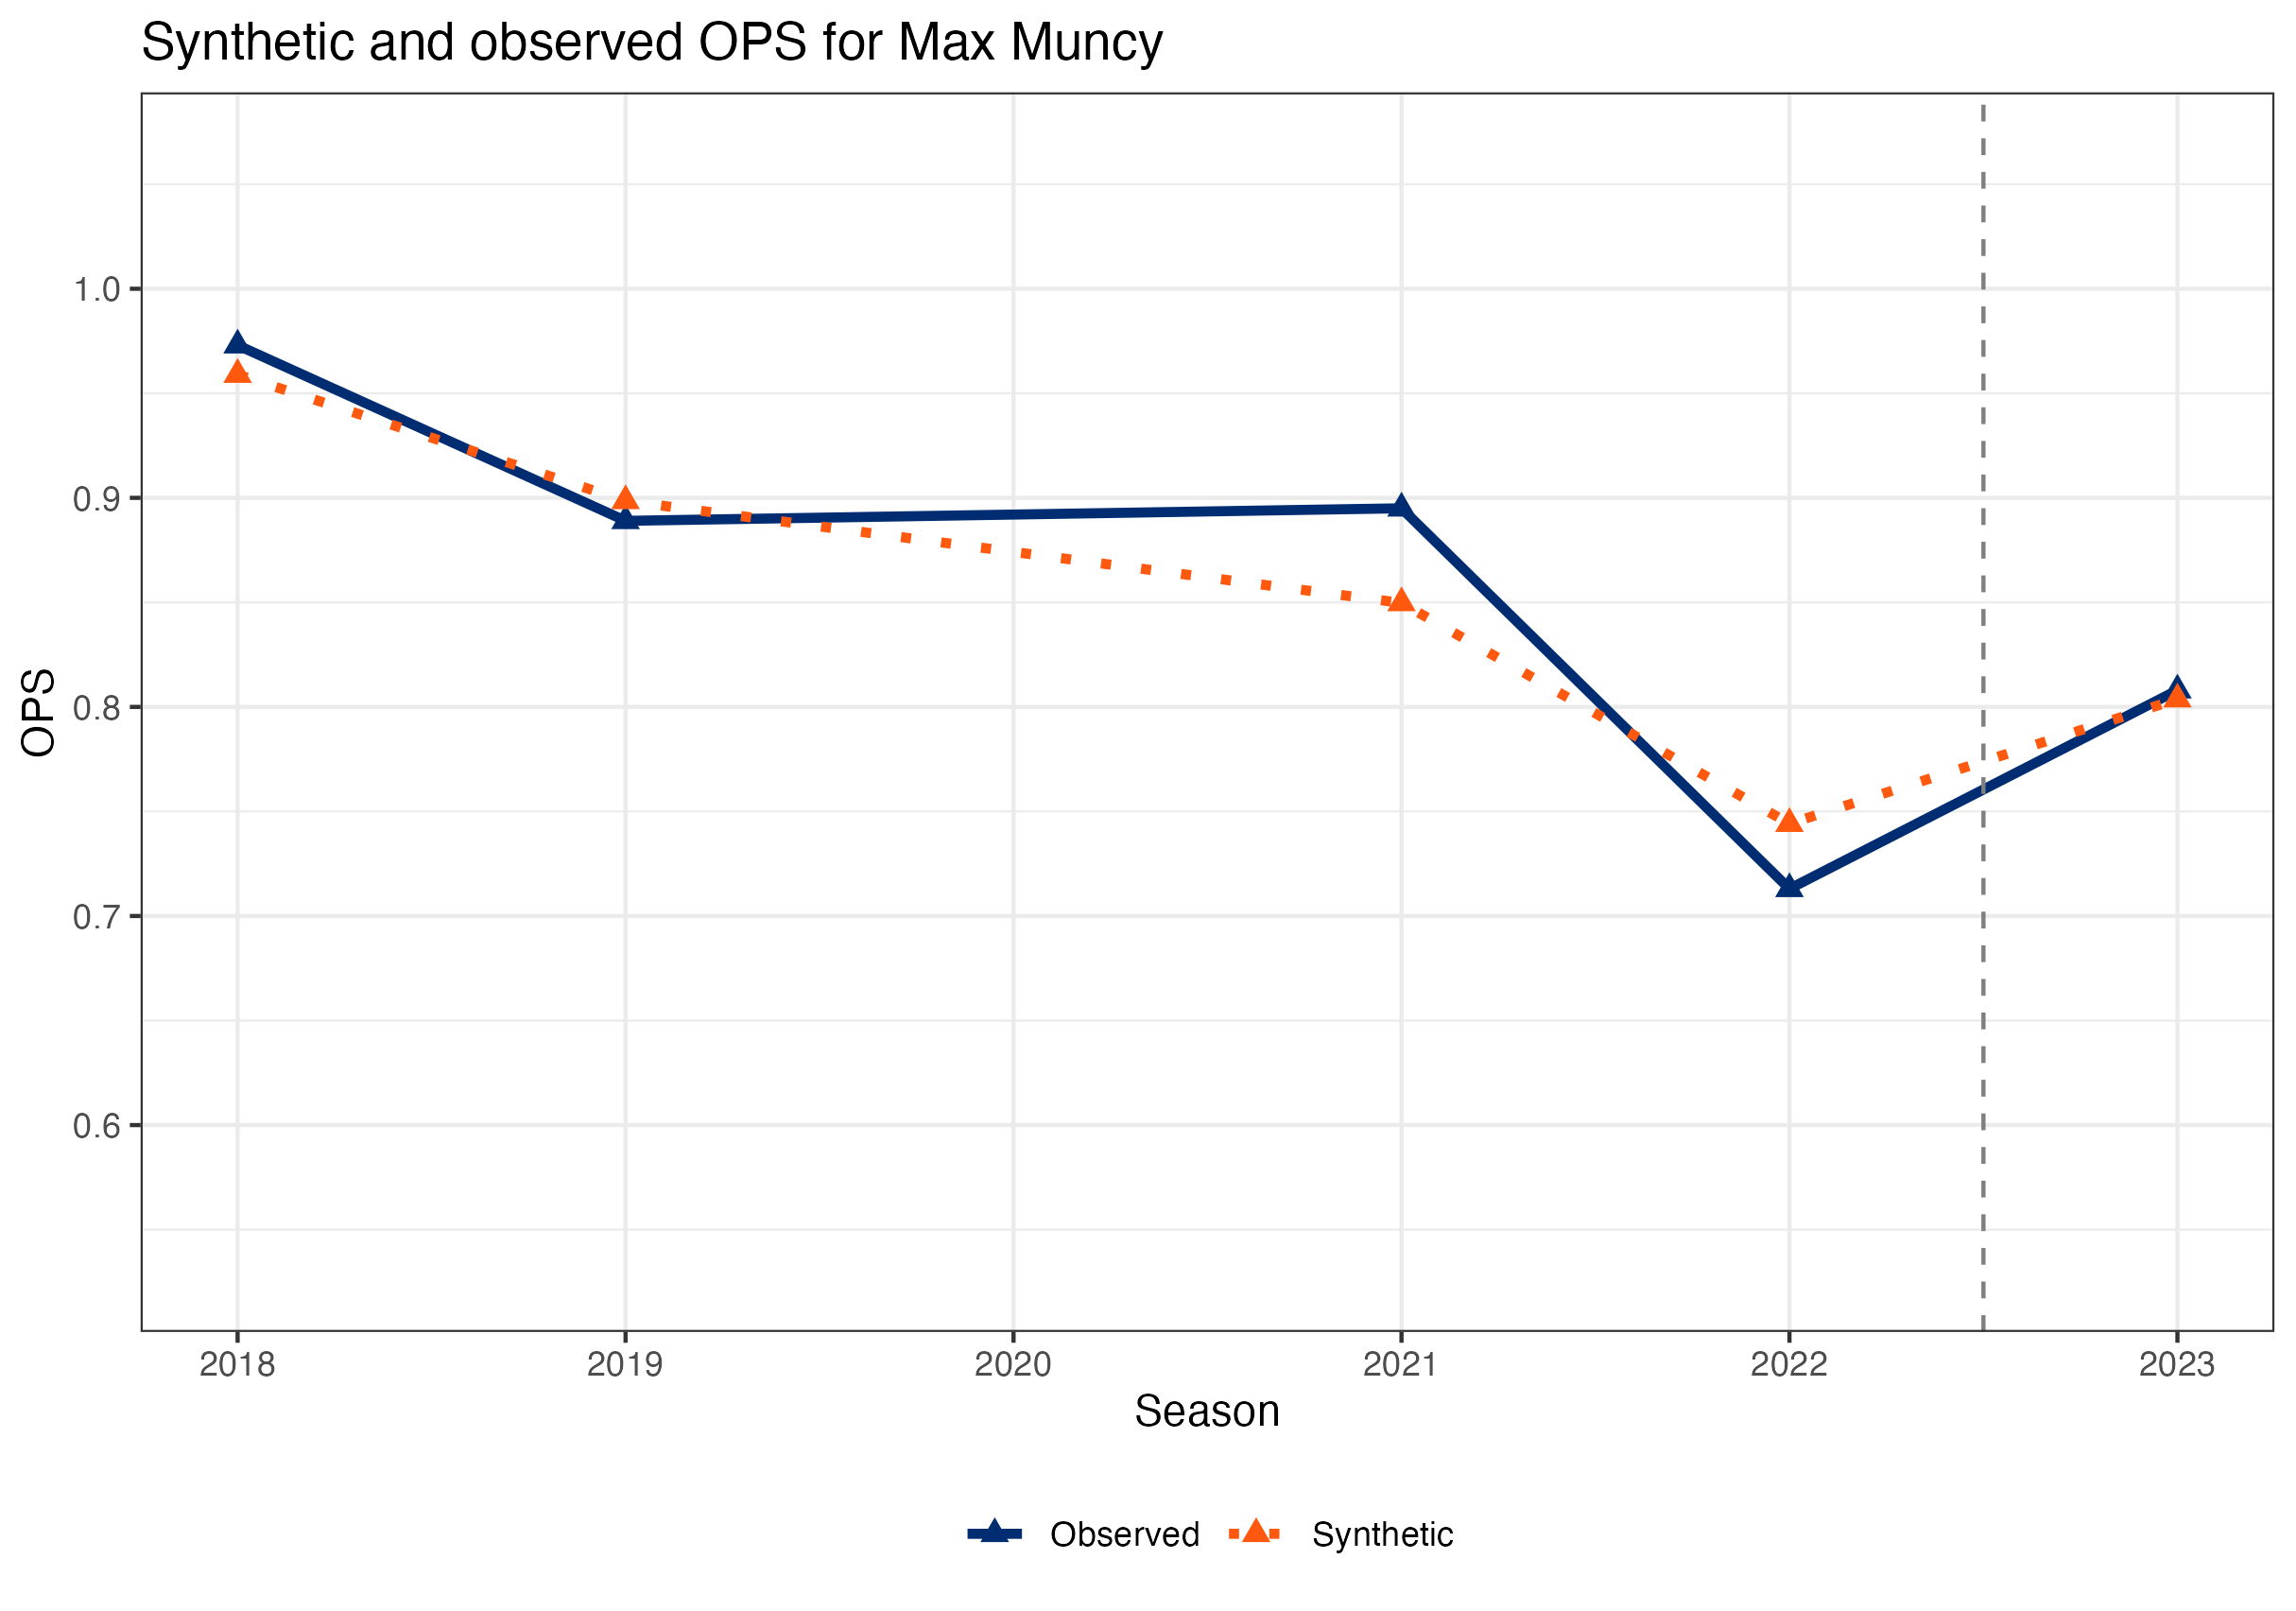 Synthetic and observed OPS for Max Muncy
OPS
1.0
0.9
0.8
0.7
0.6
2018 2019 2020 2021 2022 2023
Season
Observed Synthetic